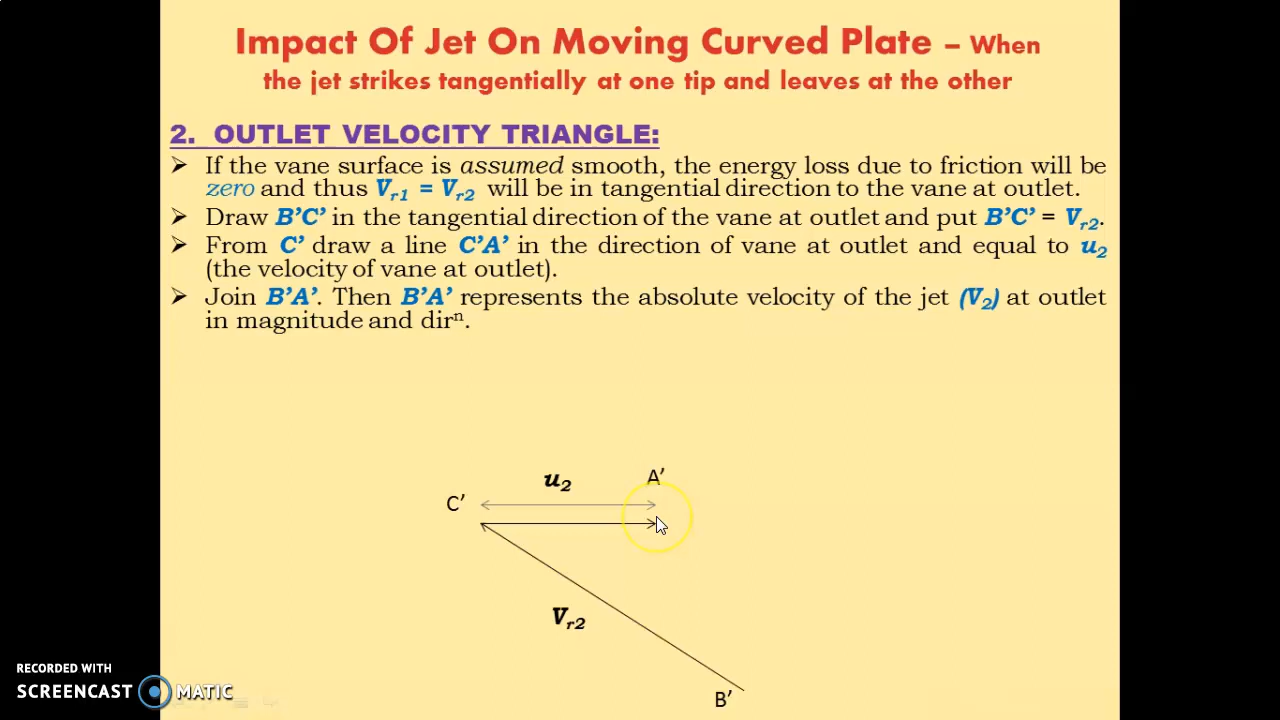 Impact Of Jet On Moving Curved Plate – When
the jet strikes tangentially at one tip and leaves at the other
2. OUTLET VELOCITY TRIANGLE:
➢ If the vane surface is assumed smooth, the energy loss due to friction will be
zero and thus Vr1 = Vr2 will be in tangential direction to the vane at outlet.
➢ Draw B’C’ in the tangential direction of the vane at outlet and put B’C’ = Vr2.
➢ From C’ draw a line C’A’ in the direction of vane at outlet and equal to u2
(the velocity of vane at outlet).
➢ Join B’A’. Then B’A’ represents the absolute velocity of the jet (V2) at outlet
in magnitude and dirⁿ.
u2
A’
C’
Vr2
B’
RECORDED WITH
SCREENCAST MATIC